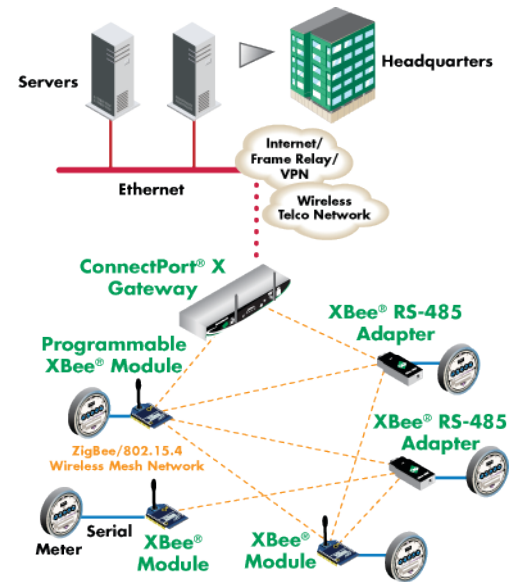 Servers
Headquarters
Internet/
Frame Relay/
VPN
Ethernet
Wireless
Telco Network
ConnectPort® X
Gateway
XBee® RS-485
Adapter
Programmable
XBee® Module
XBee® RS-485
Adapter
ZigBee/802.15.4
Wireless Mesh Network
Serial
Meter
XBee®
Module
XBee®
Module